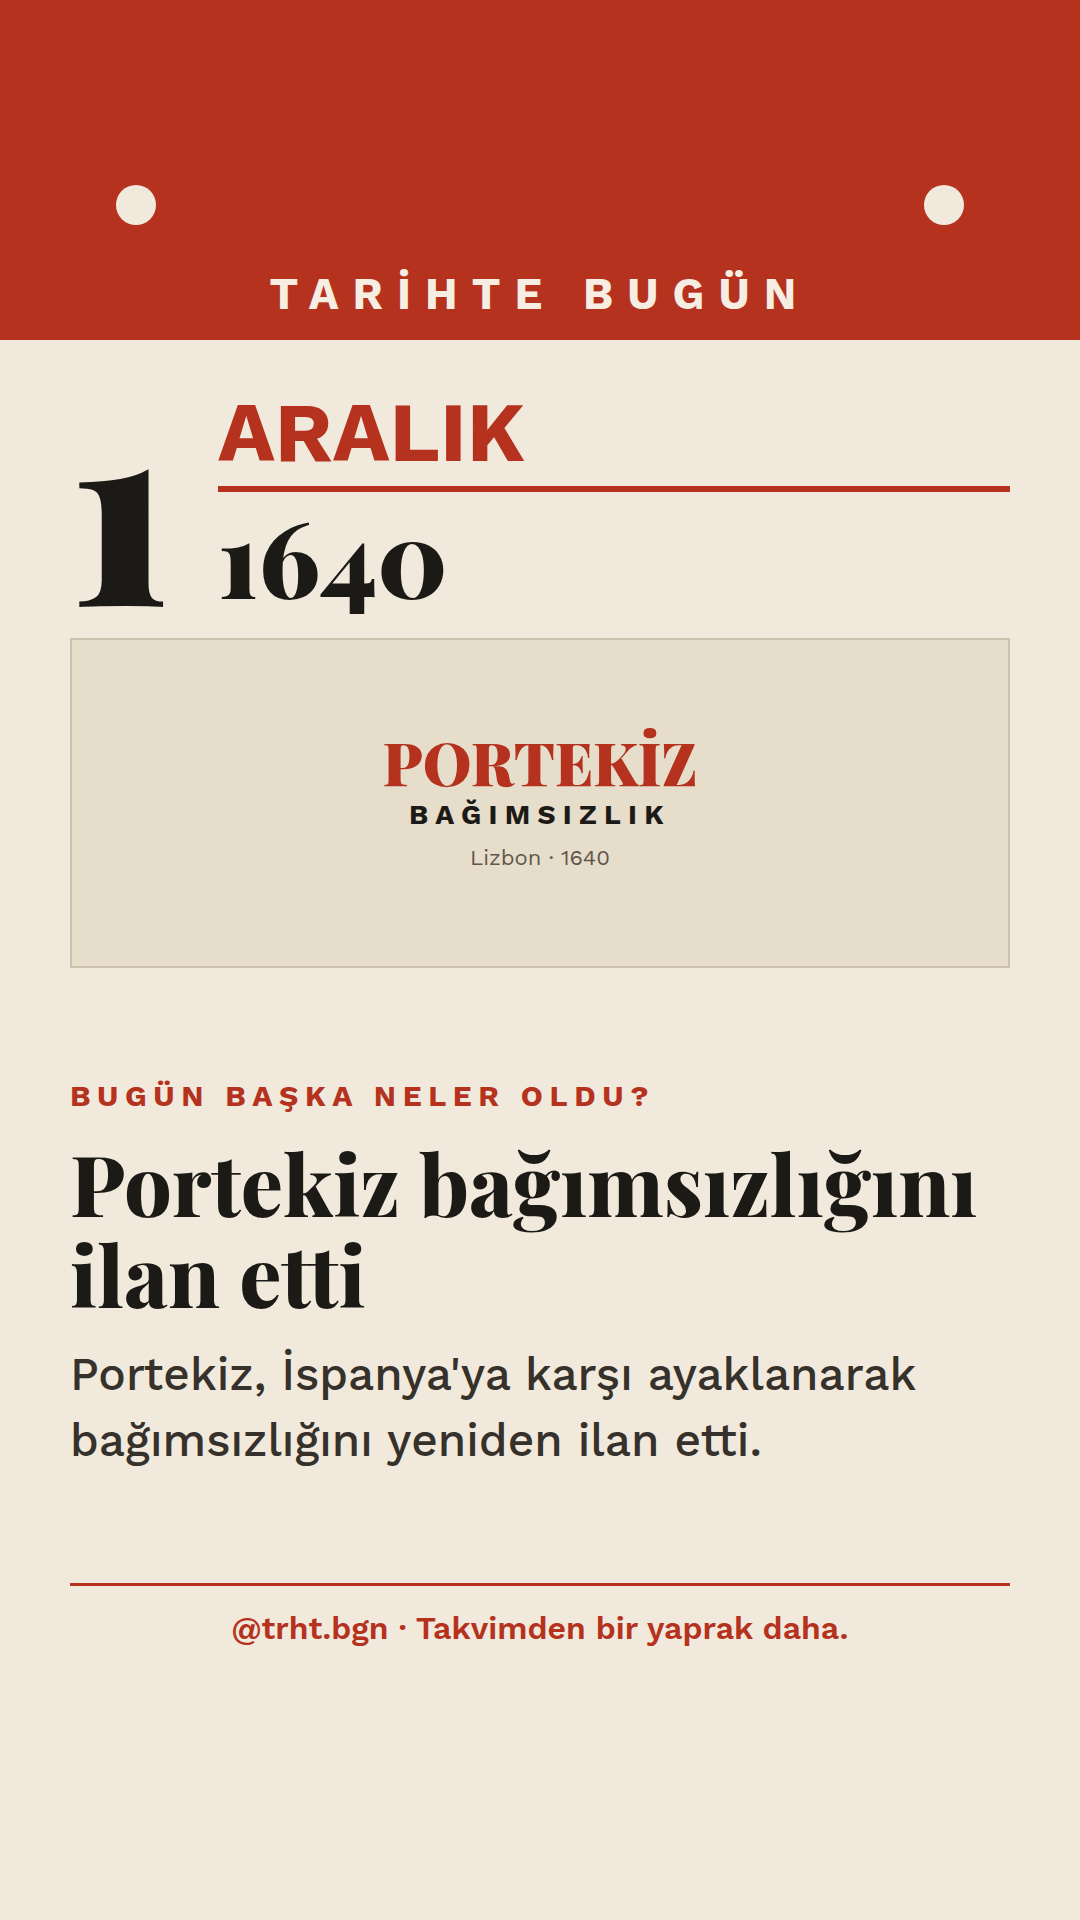 TARİHTE BUGÜN
1
ARALIK
1640
PORTEKİZ
BAĞIMSIZLIK
Lizbon · 1640
BUGÜN BAŞKA NELER OLDU?
Portekiz bağımsızlığını
ilan etti
Portekiz, İspanya'ya karşı ayaklanarak
bağımsızlığını yeniden ilan etti.
@trht.bgn · Takvimden bir yaprak daha.